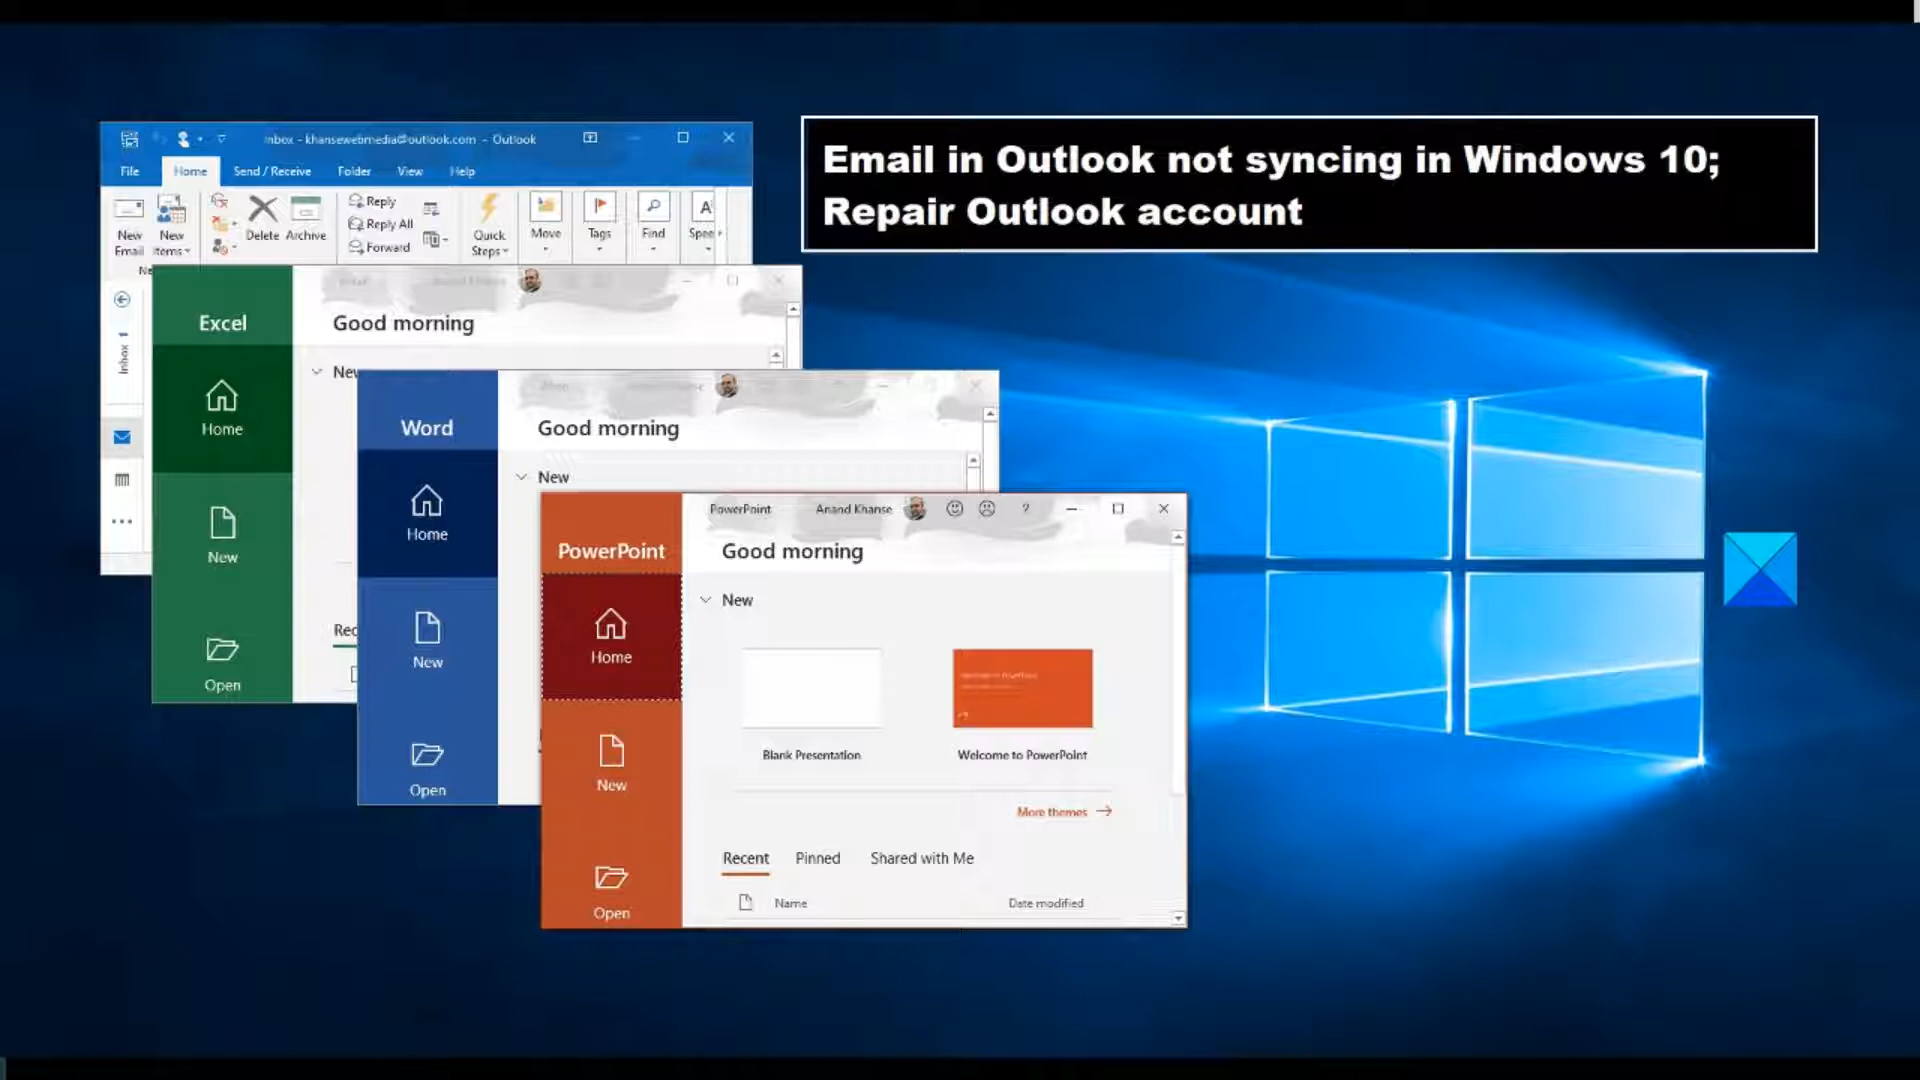 Inbox - khansewebmedia@outlook.com - Outlook
File Home Send / Receive Folder View Help
New Email
New Items
Delete
Archive
Reply
Reply All
Forward
Quick Steps
Move
Tags
Find
Inbox 1
Email in Outlook not syncing in Windows 10;
Repair Outlook account
Excel
Good morning
New
Home
New
Open
Word
Good morning
New
Home
New
Open
PowerPoint Anand Khanse ?
PowerPoint
Good morning
New
Home
Blank Presentation Welcome to PowerPoint
New
More themes
Recent Pinned Shared with Me
Name Date modified
Open